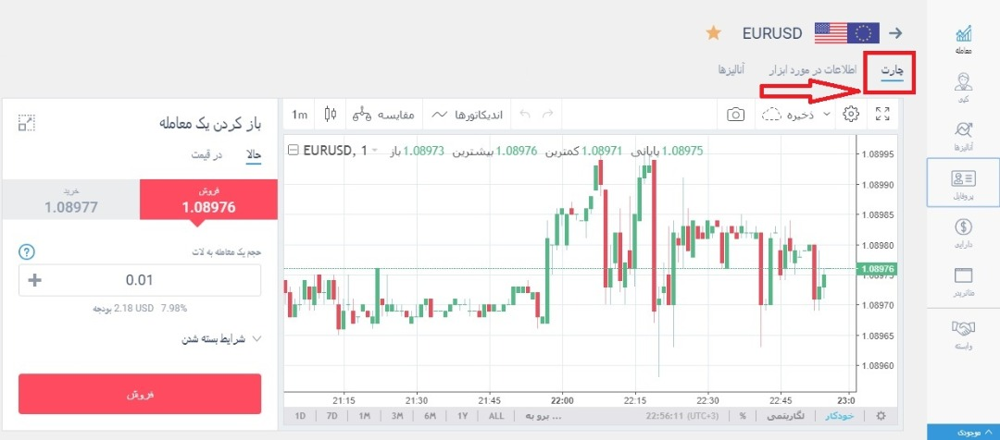 EURUSD
چارت
اطلاعات در مورد ابزار
آنالیزها
معامله
کپی
آنالیزها
پروفایل
دارایی
متاتریدر
وابسته
موجودی
1m
مقایسه
اندیکاتورها
ذخیره
EURUSD, 1
باز 1.08973 بیشترین 1.08976 کمترین 1.08971 پایانی 1.08975
1.08995
1.08990
1.08985
1.08980
1.08976
1.08975
1.08970
1.08965
1.08960
21:15 21:30 21:45 22:00 22:15 22:30 22:45 23:0
1D 7D 1M 3M 6M 1Y ALL
برو به ...
22:56:11 (UTC+3)
%
لگاریتمی
خودکار
باز کردن یک معامله
حالا
در قیمت
فروش
1.08976
خرید
1.08977
حجم یک معامله به لات
?
+ 0.01
بودجه 2.18 USD 7.98%
شرایط بسته شدن
فروش